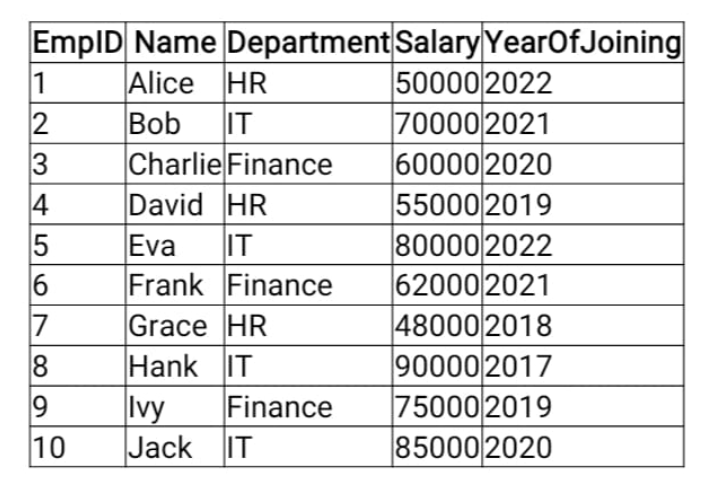 EmpID Name Department Salary YearOfJoining
1 Alice HR 50000 2022
2 Bob IT 70000 2021
3 Charlie Finance 60000 2020
4 David HR 55000 2019
5 Eva IT 80000 2022
6 Frank Finance 62000 2021
7 Grace HR 48000 2018
8 Hank IT 90000 2017
9 Ivy Finance 75000 2019
10 Jack IT 85000 2020